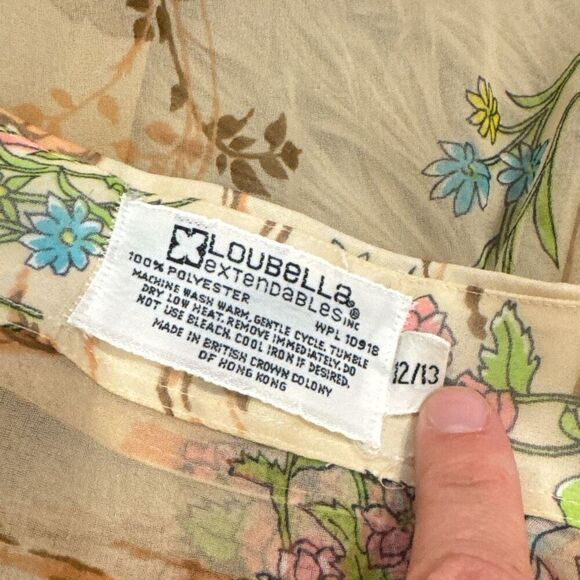 LOUBELLA®
extendables, INC
100% POLYESTER WPL 10918
MACHINE WASH WARM, GENTLE CYCLE, TUMBLE
DRY LOW HEAT, REMOVE IMMEDIATELY. DO
NOT USE BLEACH. COOL IRON IF DESIRED.
MADE IN BRITISH CROWN COLONY
OF HONG KONG
12/13